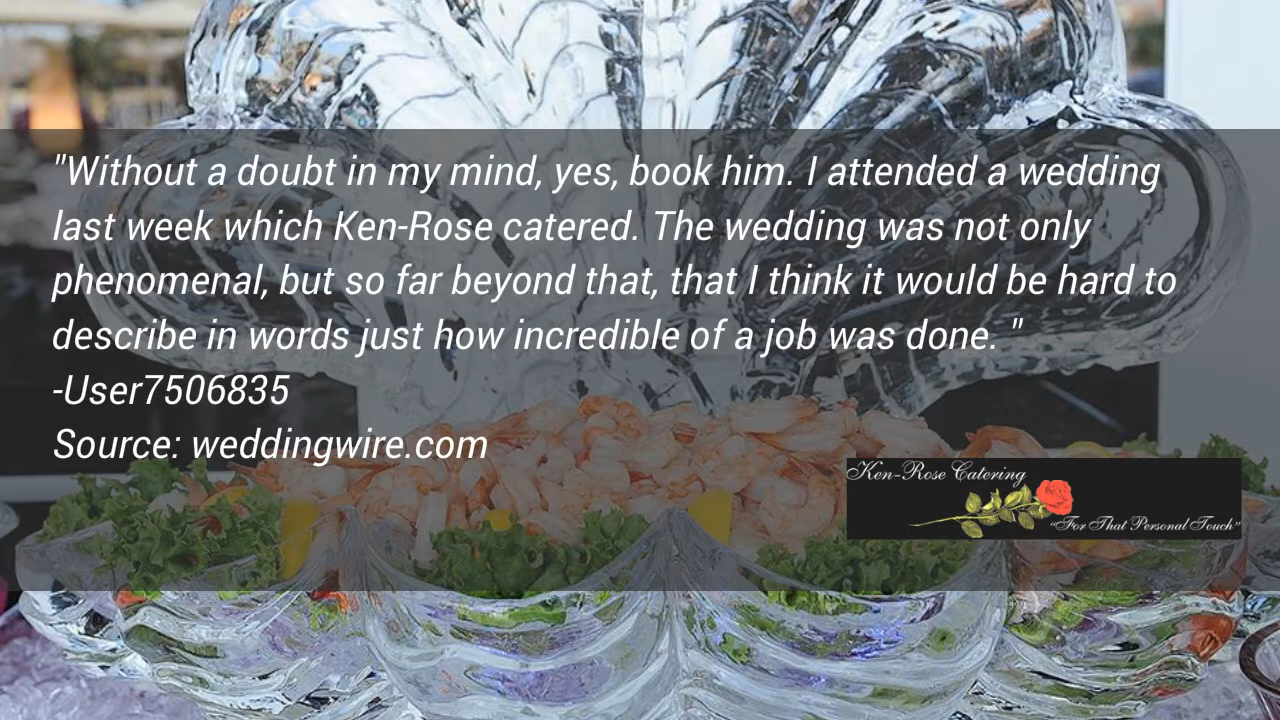 "Without a doubt in my mind, yes, book him. I attended a wedding
last week which Ken-Rose catered. The wedding was not only
phenomenal, but so far beyond that, that I think it would be hard to
describe in words just how incredible of a job was done. "
-User7506835
Source: weddingwire.com
Ken-Rose Catering
"For That Personal Touch"